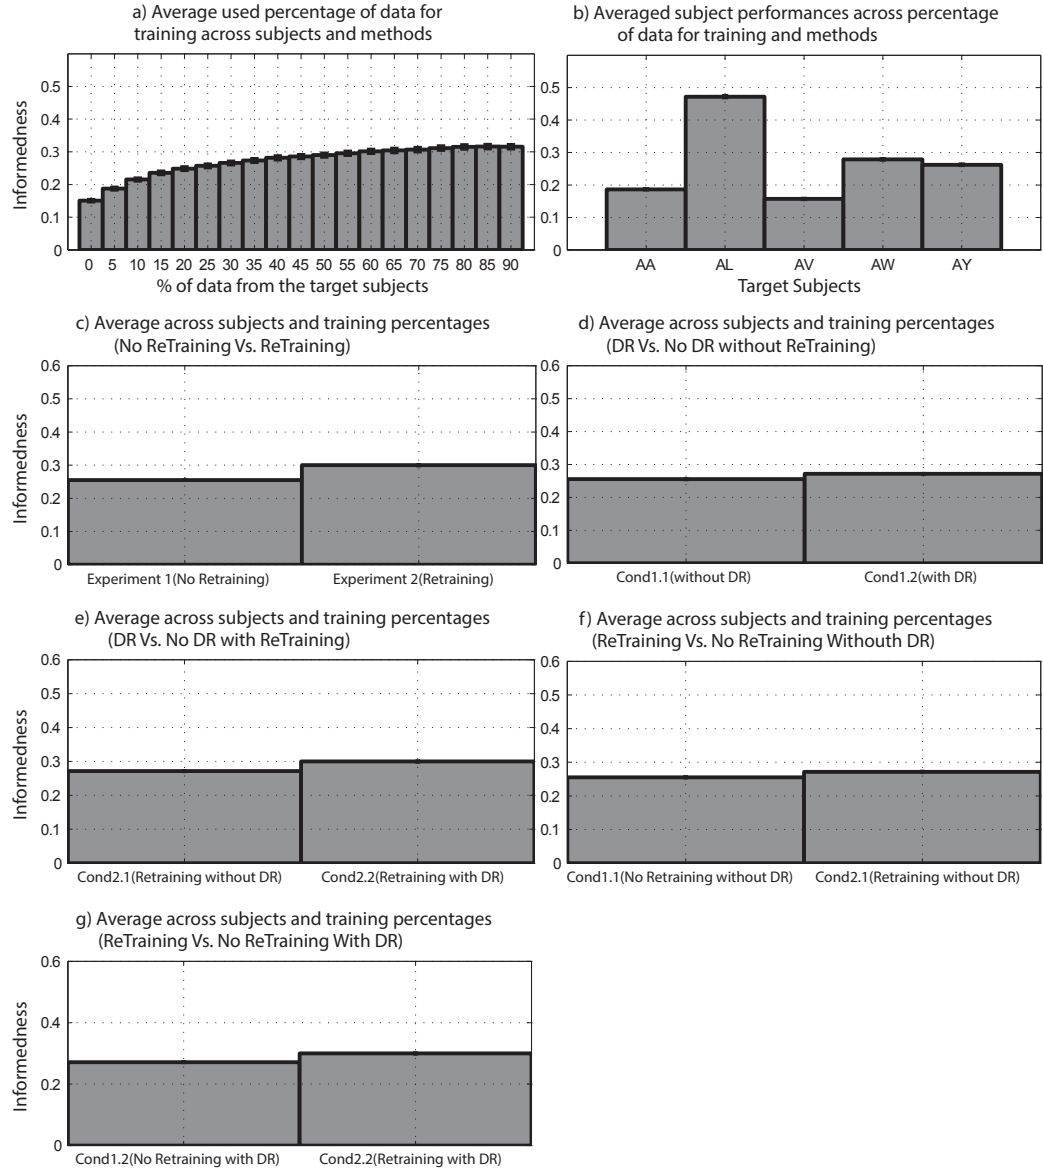 a) Average used percentage of data for
training across subjects and methods
Informedness
0.5
0.4
0.3
0.2
0.1
0
0 5 10 15 20 25 30 35 40 45 50 55 60 65 70 75 80 85 90
% of data from the target subjects
b) Averaged subject performances across percentage
of data for training and methods
0.5
0.4
0.3
0.2
0.1
0
AA AL AV AW AY
Target Subjects
c) Average across subjects and training percentages
(No ReTraining Vs. ReTraining)
Informedness
0.6
0.5
0.4
0.3
0.2
0.1
0
Experiment 1(No Retraining) Experiment 2(Retraining)
d) Average across subjects and training percentages
(DR Vs. No DR without ReTraining)
0.6
0.5
0.4
0.3
0.2
0.1
0
Cond1.1(without DR) Cond1.2(with DR)
e) Average across subjects and training percentages
(DR Vs. No DR with ReTraining)
Informedness
0.6
0.5
0.4
0.3
0.2
0.1
0
Cond2.1(Retraining without DR) Cond2.2(Retraining with DR)
f) Average across subjects and training percentages
(ReTraining Vs. No ReTraining Withouth DR)
0.6
0.5
0.4
0.3
0.2
0.1
0
Cond1.1(No Retraining without DR) Cond2.1(Retraining without DR)
g) Average across subjects and training percentages
(ReTraining Vs. No ReTraining With DR)
Informedness
0.6
0.4
0.2
0
Cond1.2(No Retraining with DR) Cond2.2(Retraining with DR)